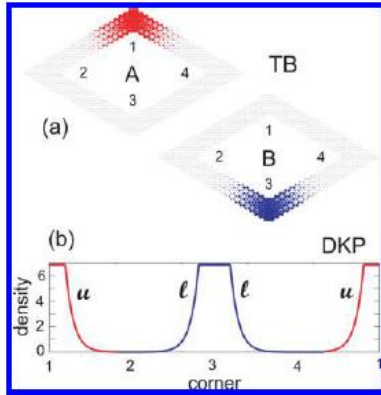 1
2 A 4
3
TB
(a)
1
2 B 4
3
(b)
DKP
6
4
2
0
density
u ℓ ℓ u
1 2 3 4 1
corner